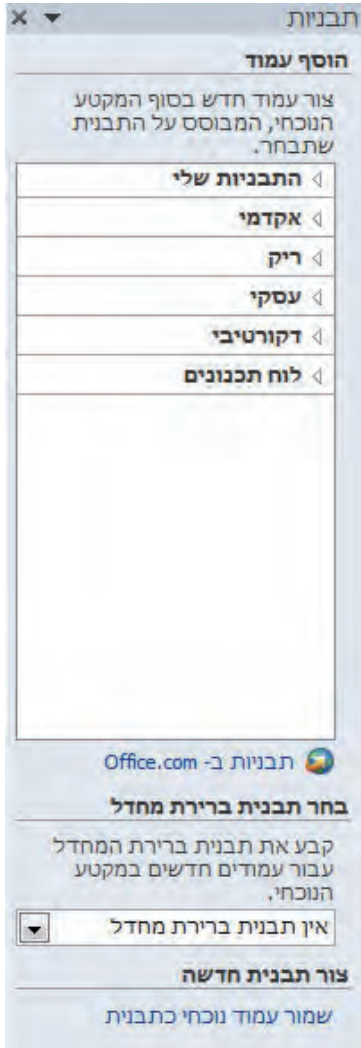 תבניות
הוסף עמוד
צור עמוד חדש בסוף המקטע
הנוכחי, המבוסס על התבנית
שתבחר.
התבניות שלי
אקדמי
ריק
עסקי
דקורטיבי
לוח תכנונים
תבניות ב- Office.com
בחר תבנית ברירת מחדל
קבע את תבנית ברירת המחדל
עבור עמודים חדשים במקטע
הנוכחי.
אין תבנית ברירת מחדל
צור תבנית חדשה
שמור עמוד נוכחי כתבנית